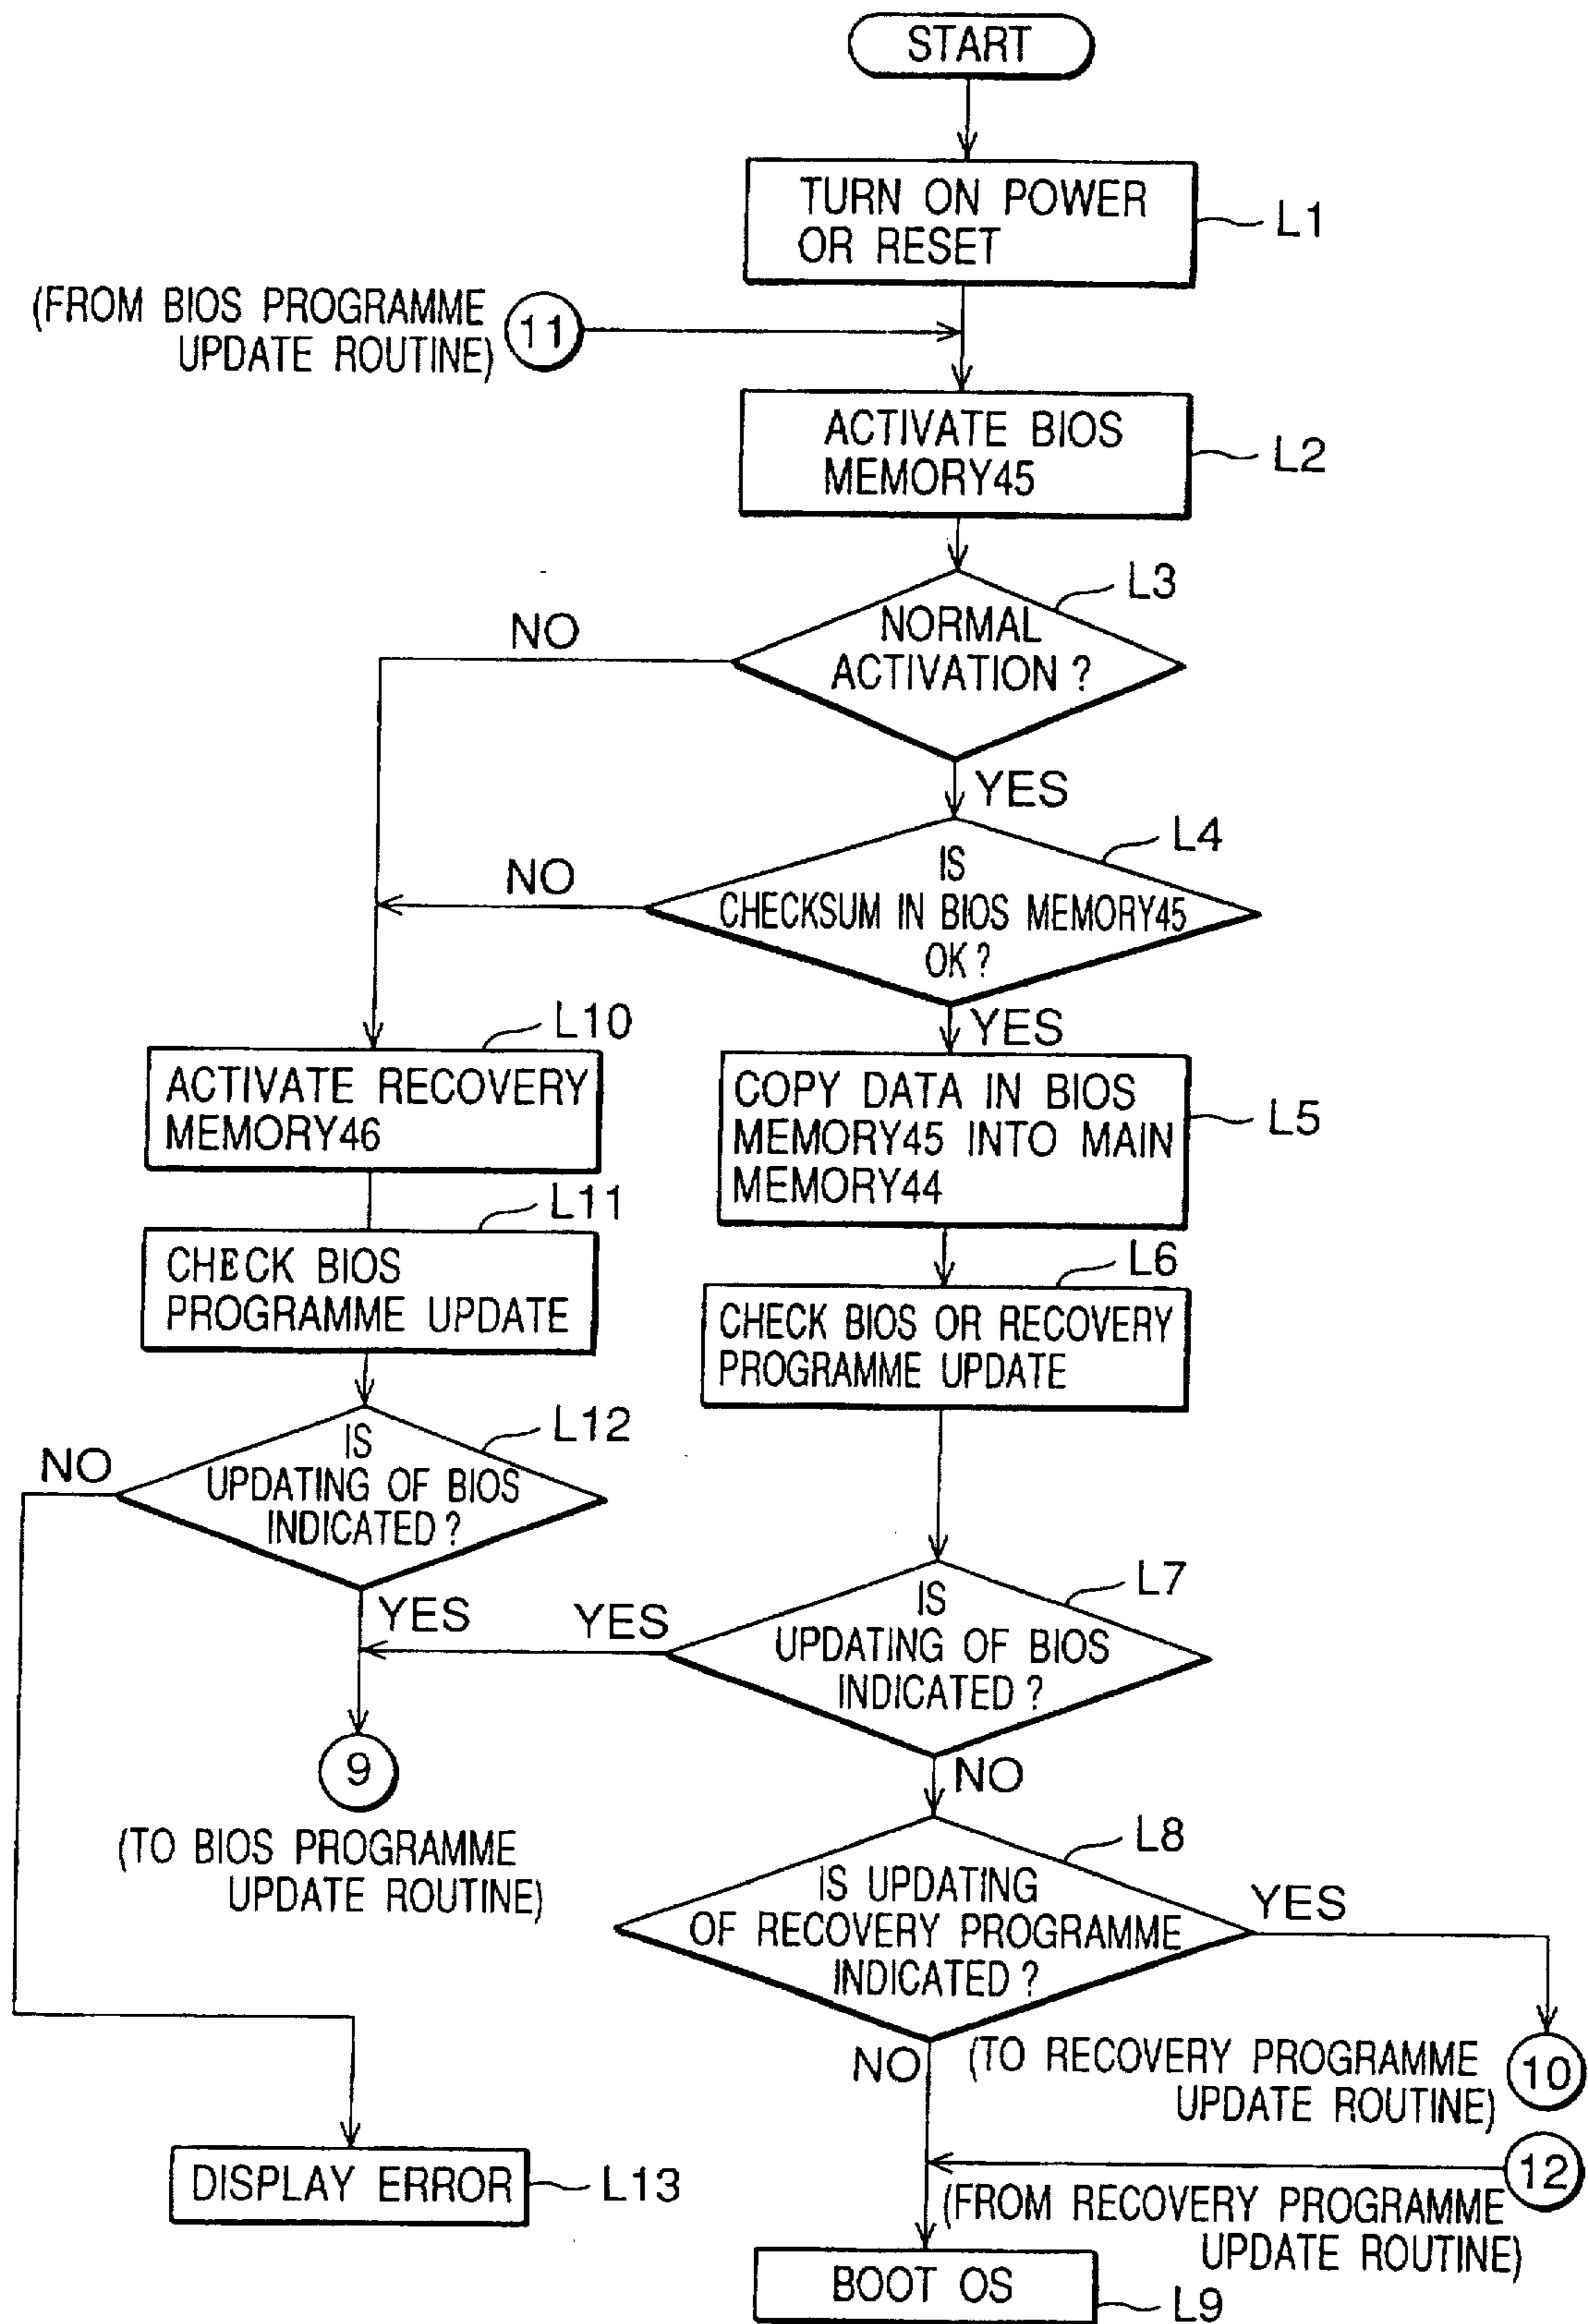 START
TURN ON POWER
OR RESET
L1
(FROM BIOS PROGRAMME
UPDATE ROUTINE)
11
ACTIVATE BIOS
MEMORY45
L2
L3
NORMAL
ACTIVATION ?
NO
YES
L4
IS
CHECKSUM IN BIOS MEMORY45
OK ?
NO
YES
L10
ACTIVATE RECOVERY
MEMORY46
COPY DATA IN BIOS
MEMORY45 INTO MAIN
MEMORY44
L5
L11
CHECK BIOS
PROGRAMME UPDATE
L6
CHECK BIOS OR RECOVERY
PROGRAMME UPDATE
L12
IS
UPDATING OF BIOS
INDICATED ?
NO
YES
L7
IS
UPDATING OF BIOS
INDICATED ?
YES
NO
9
(TO BIOS PROGRAMME
UPDATE ROUTINE)
L8
IS UPDATING
OF RECOVERY PROGRAMME
INDICATED ?
YES
NO
(TO RECOVERY PROGRAMME
UPDATE ROUTINE)
10
12
(FROM RECOVERY PROGRAMME
UPDATE ROUTINE)
DISPLAY ERROR
L13
BOOT OS
L9